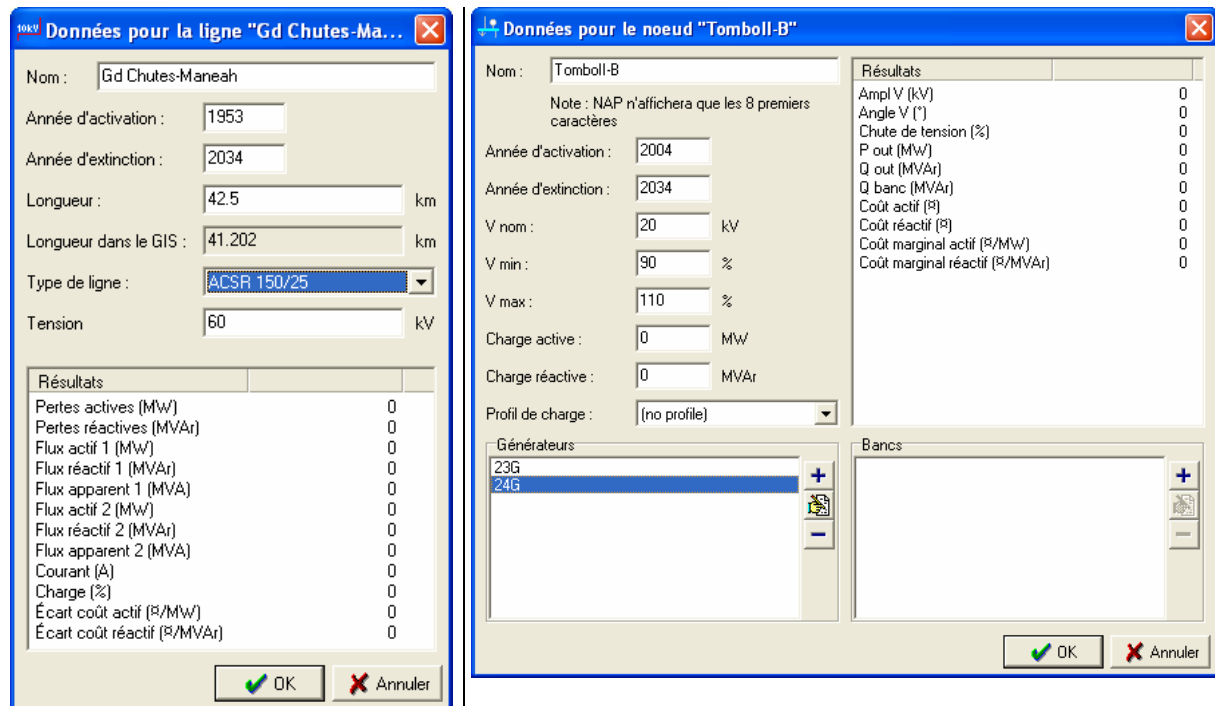 10kV Données pour la ligne "Gd Chutes-Ma...
Nom : Gd Chutes-Maneah
Année d'activation : 1953
Année d'extinction : 2034
Longueur : 42.5 km
Longueur dans le GIS : 41.202 km
Type de ligne : ACSR 150/25
Tension 60 kV
Résultats
Pertes actives (MW) 0
Pertes réactives (MVAr) 0
Flux actif 1 (MW) 0
Flux réactif 1 (MVAr) 0
Flux apparent 1 (MVA) 0
Flux actif 2 (MW) 0
Flux réactif 2 (MVAr) 0
Flux apparent 2 (MVA) 0
Courant (A) 0
Charge (%) 0
Écart coût actif (¤/MW) 0
Écart coût réactif (¤/MVAr) 0
OK Annuler
Données pour le noeud "TombolI-B"
Nom : TombolI-B
Note : NAP n'affichera que les 8 premiers
caractères
Année d'activation : 2004
Année d'extinction : 2034
V nom : 20 kV
V min : 90 %
V max : 110 %
Charge active : 0 MW
Charge réactive : 0 MVAr
Profil de charge : (no profile)
Résultats
Ampl V (kV) 0
Angle V (°) 0
Chute de tension (%) 0
P out (MW) 0
Q out (MVAr) 0
Q banc (MVAr) 0
Coût actif (¤) 0
Coût réactif (¤) 0
Coût marginal actif (¤/MW) 0
Coût marginal réactif (¤/MVAr) 0
Générateurs
23G
24G
Bancs
OK Annuler